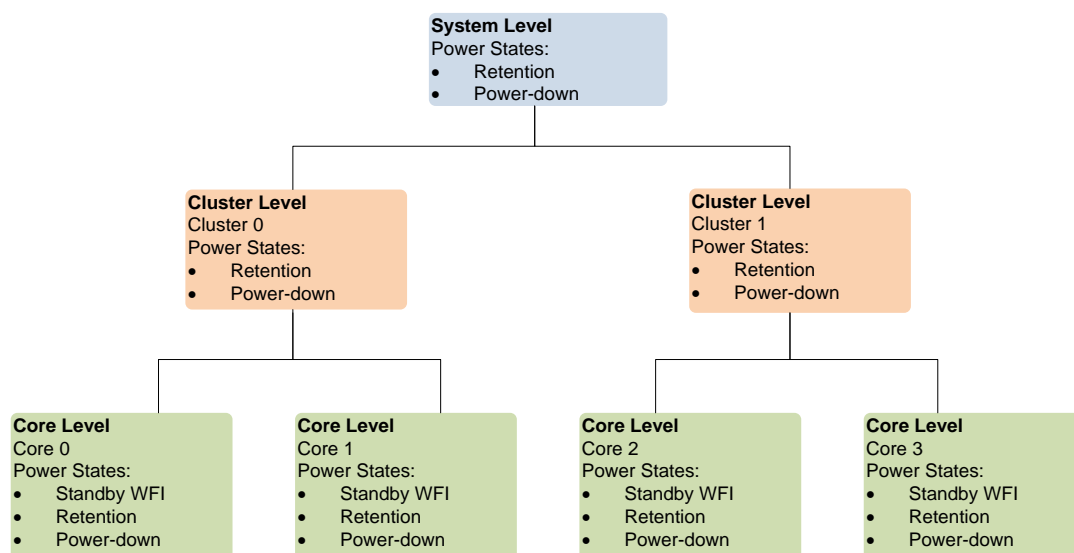 System Level
Power States:
• Retention
• Power-down
Cluster Level
Cluster 0
Power States:
• Retention
• Power-down
Cluster Level
Cluster 1
Power States:
• Retention
• Power-down
Core Level
Core 0
Power States:
• Standby WFI
• Retention
• Power-down
Core Level
Core 1
Power States:
• Standby WFI
• Retention
• Power-down
Core Level
Core 2
Power States:
• Standby WFI
• Retention
• Power-down
Core Level
Core 3
Power States:
• Standby WFI
• Retention
• Power-down